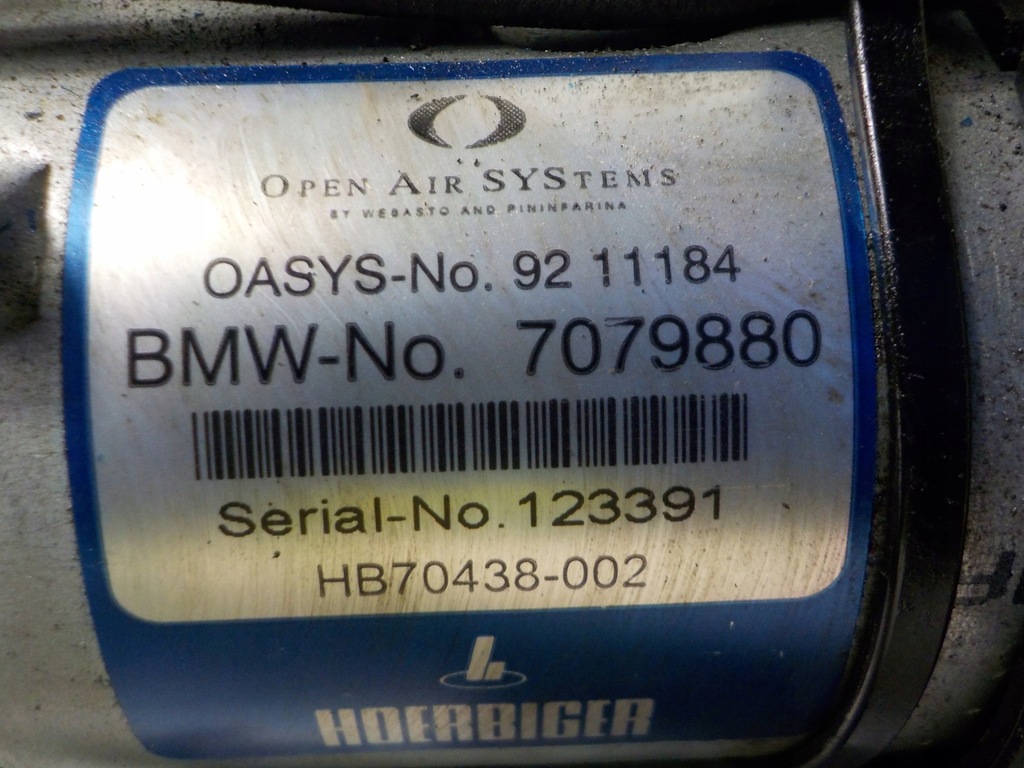 OPEN AIR SYSTEMS
BY WEBASTO AND PININFARINA
OASYS-No. 92 11184
BMW-No. 7079880
Serial-No. 123391
HB70438-002
HOERBIGER